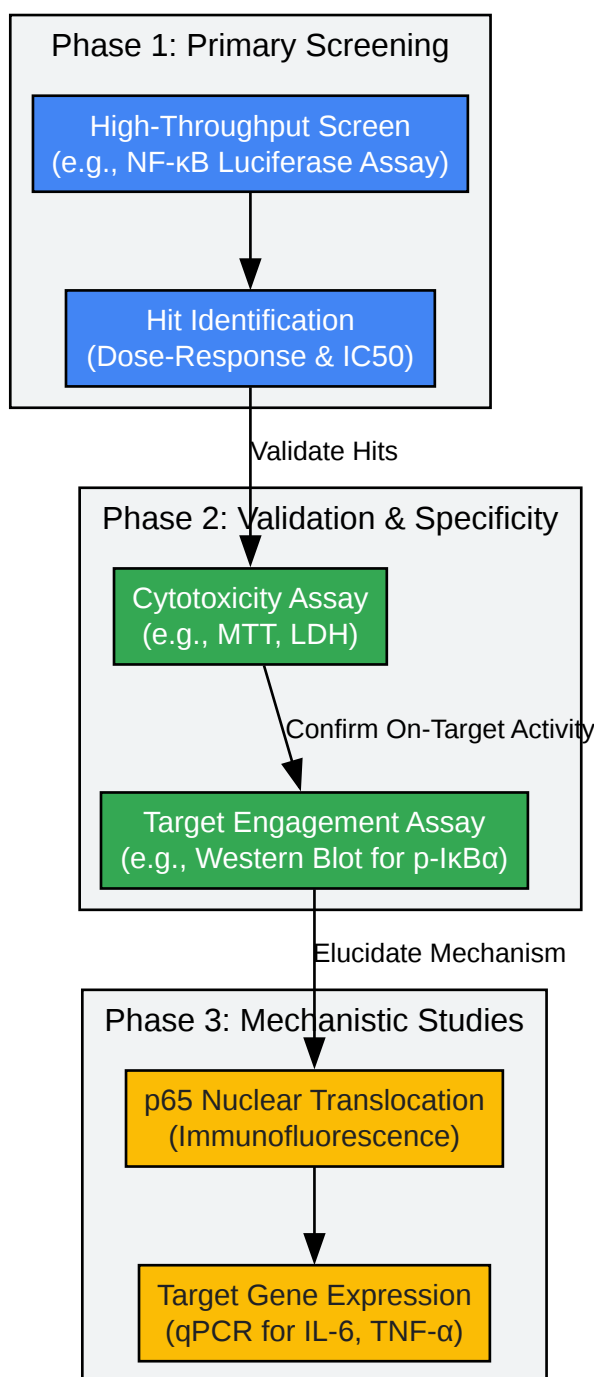 Phase 1: Primary Screening
High-Throughput Screen
(e.g., NF-κB Luciferase Assay)
Hit Identification
(Dose-Response & IC50)
Validate Hits
Phase 2: Validation & Specificity
Cytotoxicity Assay
(e.g., MTT, LDH)
Confirm On-Target Activity
Target Engagement Assay
(e.g., Western Blot for p-IκBα)
Elucidate Mechanism
Phase 3: Mechanistic Studies
p65 Nuclear Translocation
(Immunofluorescence)
Target Gene Expression
(qPCR for IL-6, TNF-α)